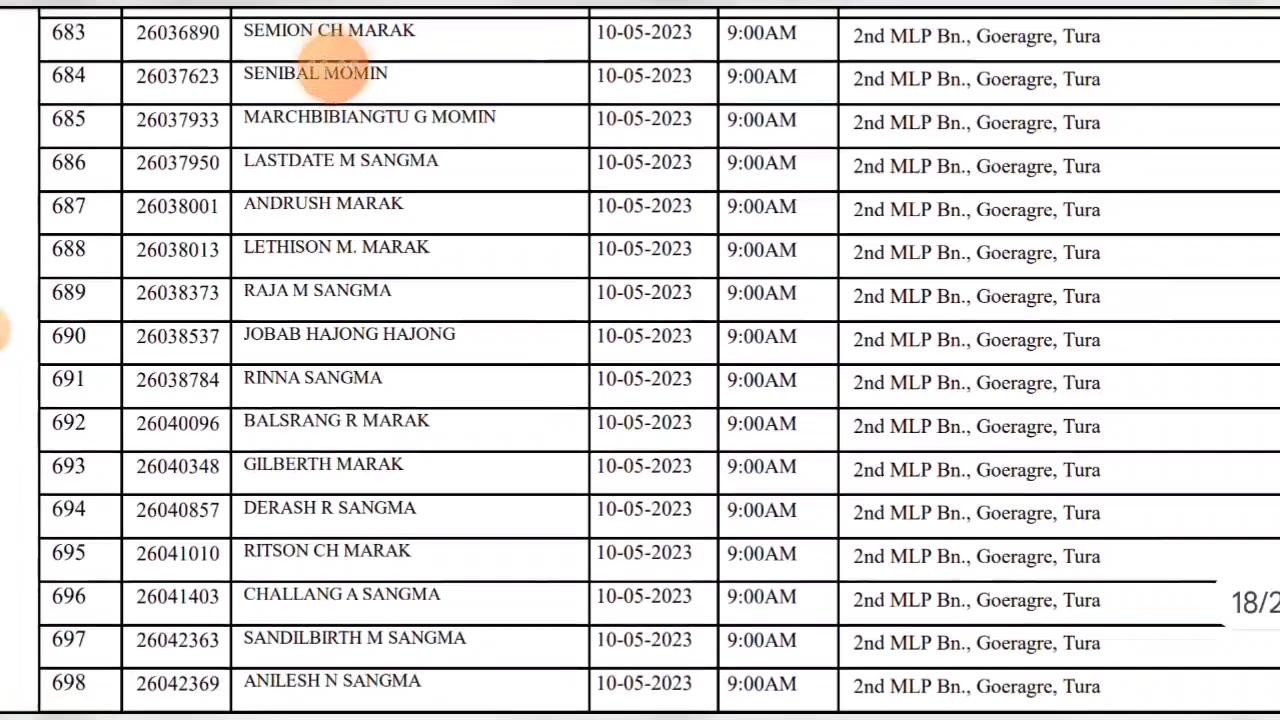 683 26036890 SEMION CH MARAK 10-05-2023 9:00AM 2nd MLP Bn., Goeragre, Tura
684 26037623 SENIBAL MOMIN 10-05-2023 9:00AM 2nd MLP Bn., Goeragre, Tura
685 26037933 MARCHBIBIANGTU G MOMIN 10-05-2023 9:00AM 2nd MLP Bn., Goeragre, Tura
686 26037950 LASTDATE M SANGMA 10-05-2023 9:00AM 2nd MLP Bn., Goeragre, Tura
687 26038001 ANDRUSH MARAK 10-05-2023 9:00AM 2nd MLP Bn., Goeragre, Tura
688 26038013 LETHISON M. MARAK 10-05-2023 9:00AM 2nd MLP Bn., Goeragre, Tura
689 26038373 RAJA M SANGMA 10-05-2023 9:00AM 2nd MLP Bn., Goeragre, Tura
690 26038537 JOBAB HAJONG HAJONG 10-05-2023 9:00AM 2nd MLP Bn., Goeragre, Tura
691 26038784 RINNA SANGMA 10-05-2023 9:00AM 2nd MLP Bn., Goeragre, Tura
692 26040096 BALSRANG R MARAK 10-05-2023 9:00AM 2nd MLP Bn., Goeragre, Tura
693 26040348 GILBERTH MARAK 10-05-2023 9:00AM 2nd MLP Bn., Goeragre, Tura
694 26040857 DERASH R SANGMA 10-05-2023 9:00AM 2nd MLP Bn., Goeragre, Tura
695 26041010 RITSON CH MARAK 10-05-2023 9:00AM 2nd MLP Bn., Goeragre, Tura
696 26041403 CHALLANG A SANGMA 10-05-2023 9:00AM 2nd MLP Bn., Goeragre, Tura 18/2
697 26042363 SANDILBIRTH M SANGMA 10-05-2023 9:00AM 2nd MLP Bn., Goeragre, Tura
698 26042369 ANILESH N SANGMA 10-05-2023 9:00AM 2nd MLP Bn., Goeragre, Tura